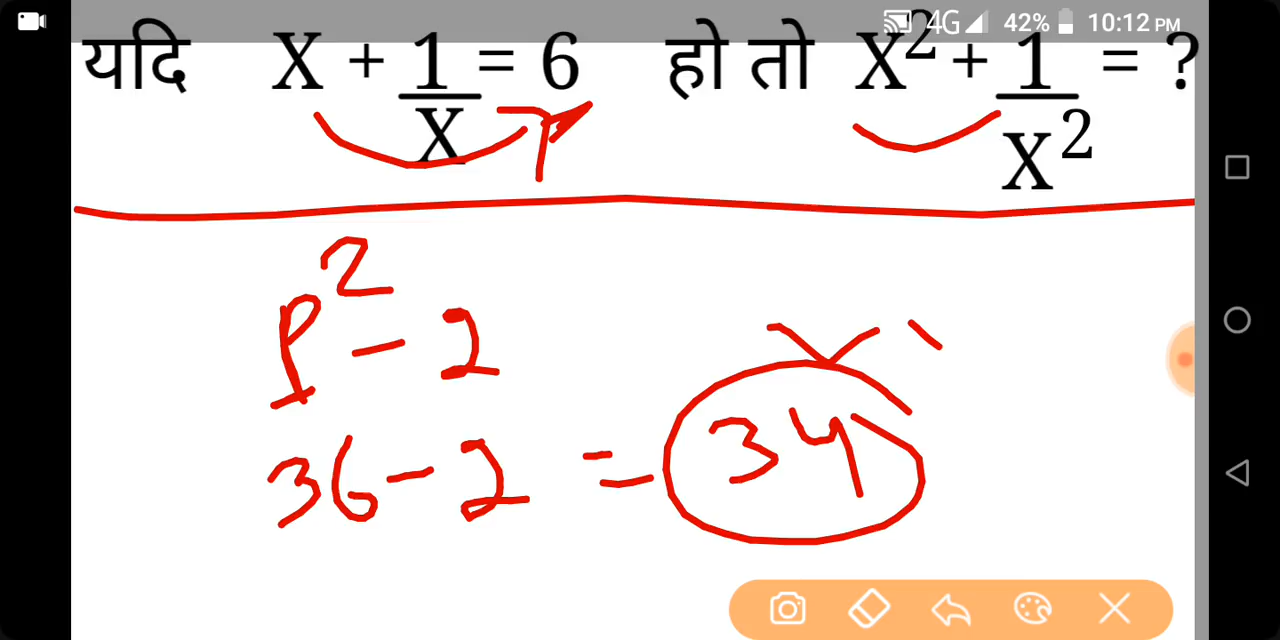 4G 42% 10:12 PM
यदि X + 1/X = 6 हो तो X² + 1/X² = ?
P
P² - 2
36 - 2 = 34